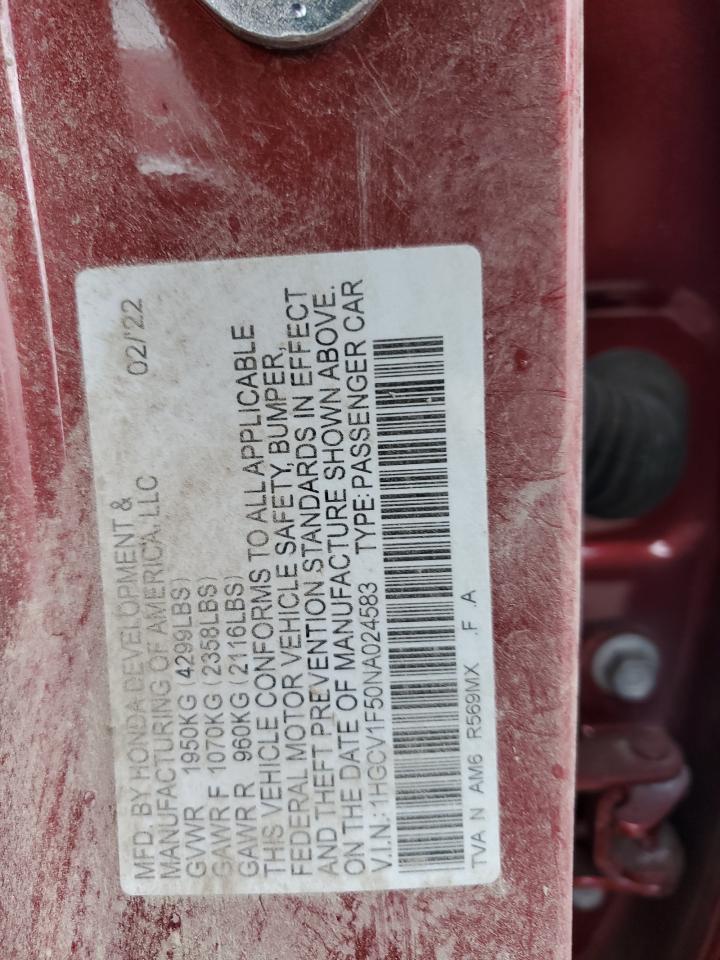 MFD. BY HONDA DEVELOPMENT &
MANUFACTURING OF AMERICA, LLC 02/'22
GVWR 1950KG 4299LBS)
GAWR F 1070KG (2358LBS)
GAWR R 960KG (2116LBS)
THIS VEHICLE CONFORMS TO ALL APPLICABLE
FEDERAL MOTOR VEHICLE SAFETY, BUMPER,
AND THEFT PREVENTION STANDARDS IN EFFECT
ON THE DATE OF MANUFACTURE SHOWN ABOVE.
V.I.N.: 1HGCV1F50NA024583 TYPE: PASSENGER CAR
TVA N AM6 R569MX .F .A